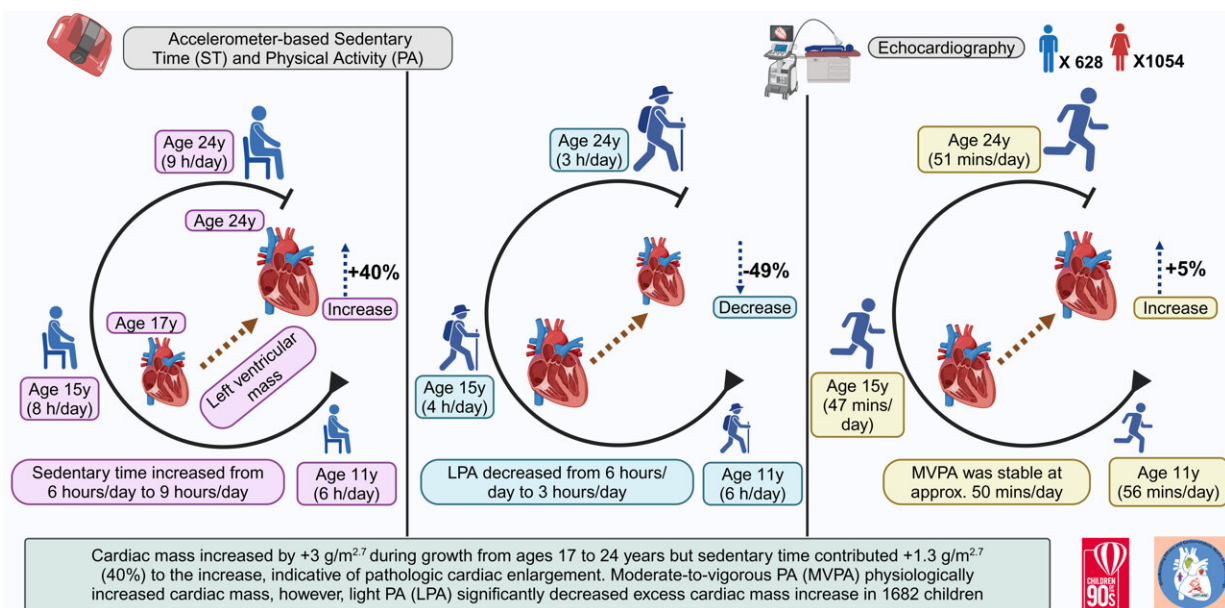 Accelerometer-based Sedentary
Time (ST) and Physical Activity (PA)
Echocardiography
X 628
X1054
Age 24y
(9 h/day)
Age 24y
+40%
Increase
Age 17y
Left ventricular
mass
Age 15y
(8 h/day)
Age 11y
(6 h/day)
Sedentary time increased from
6 hours/day to 9 hours/day
Age 24y
(3 h/day)
-49%
Decrease
Age 15y
(4 h/day)
Age 11y
(6 h/day)
LPA decreased from 6 hours/
day to 3 hours/day
Age 24y
(51 mins/day)
+5%
Increase
Age 15y
(47 mins/
day)
Age 11y
(56 mins/day)
MVPA was stable at
approx. 50 mins/day
Cardiac mass increased by +3 g/m2.7 during growth from ages 17 to 24 years but sedentary time contributed +1.3 g/m2.7
(40%) to the increase, indicative of pathologic cardiac enlargement. Moderate-to-vigorous PA (MVPA) physiologically
increased cardiac mass, however, light PA (LPA) significantly decreased excess cardiac mass increase in 1682 children
CHILDREN
OF THE
90s